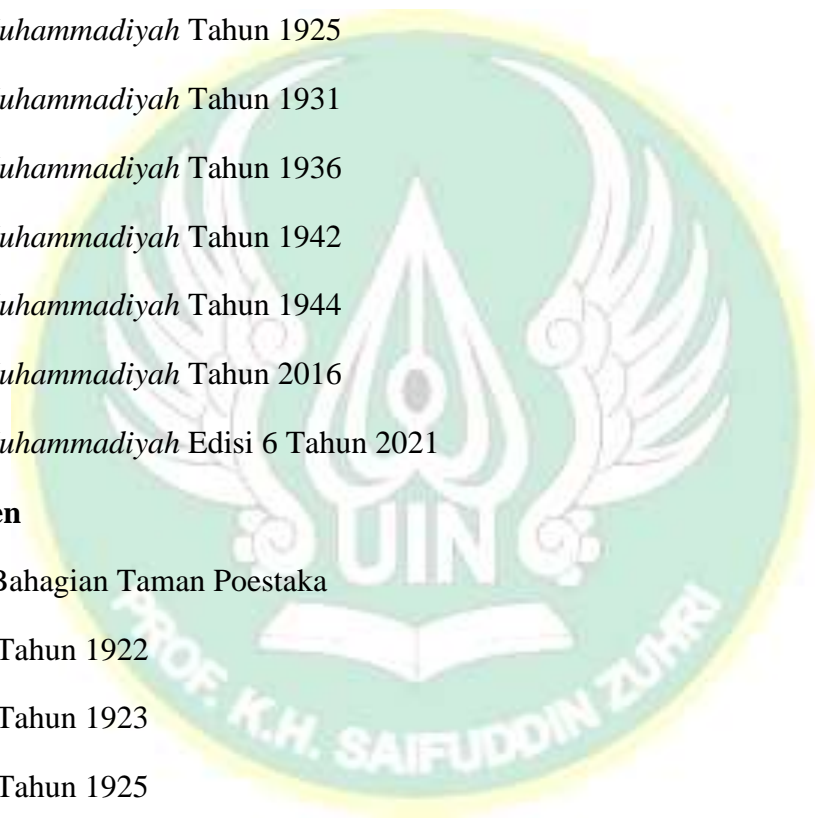 uhammadiyah Tahun 1925
uhammadiyah Tahun 1931
uhammadiyah Tahun 1936
uhammadiyah Tahun 1942
uhammadiyah Tahun 1944
uhammadiyah Tahun 2016
uhammadiyah Edisi 6 Tahun 2021
en
Bahagian Taman Poestaka
Tahun 1922
Tahun 1923
Tahun 1925
UIN
PROF. K.H. SAIFUDDIN ZUHRI